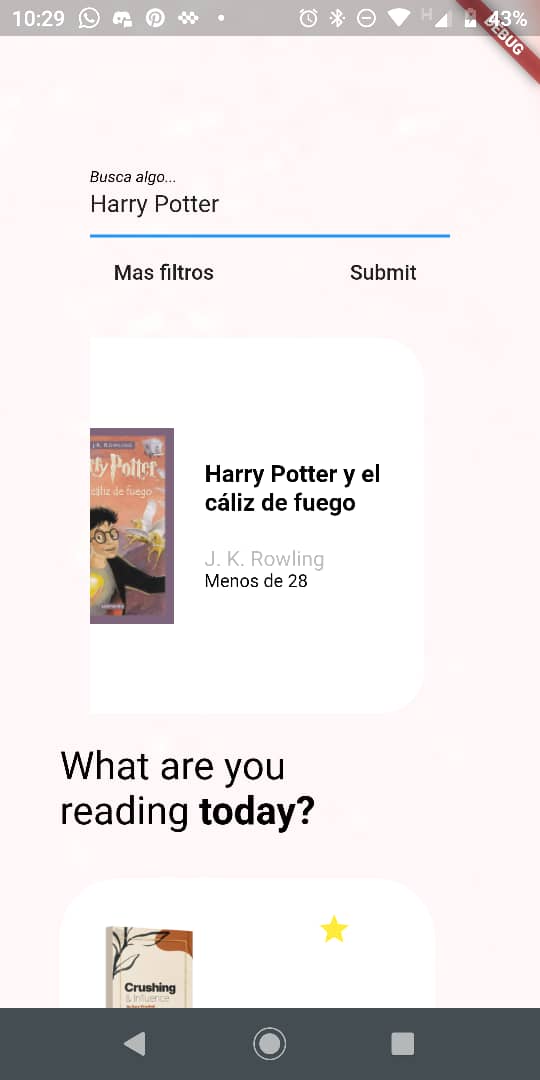 10:29
H
43%
DEBUG
Busca algo...
Harry Potter
Mas filtros
Submit
J.K. ROWLING
rry Potter
cáliz de fuego
Harry Potter y el
cáliz de fuego
J. K. Rowling
Menos de 28
What are you
reading today?
Crushing
& Influence